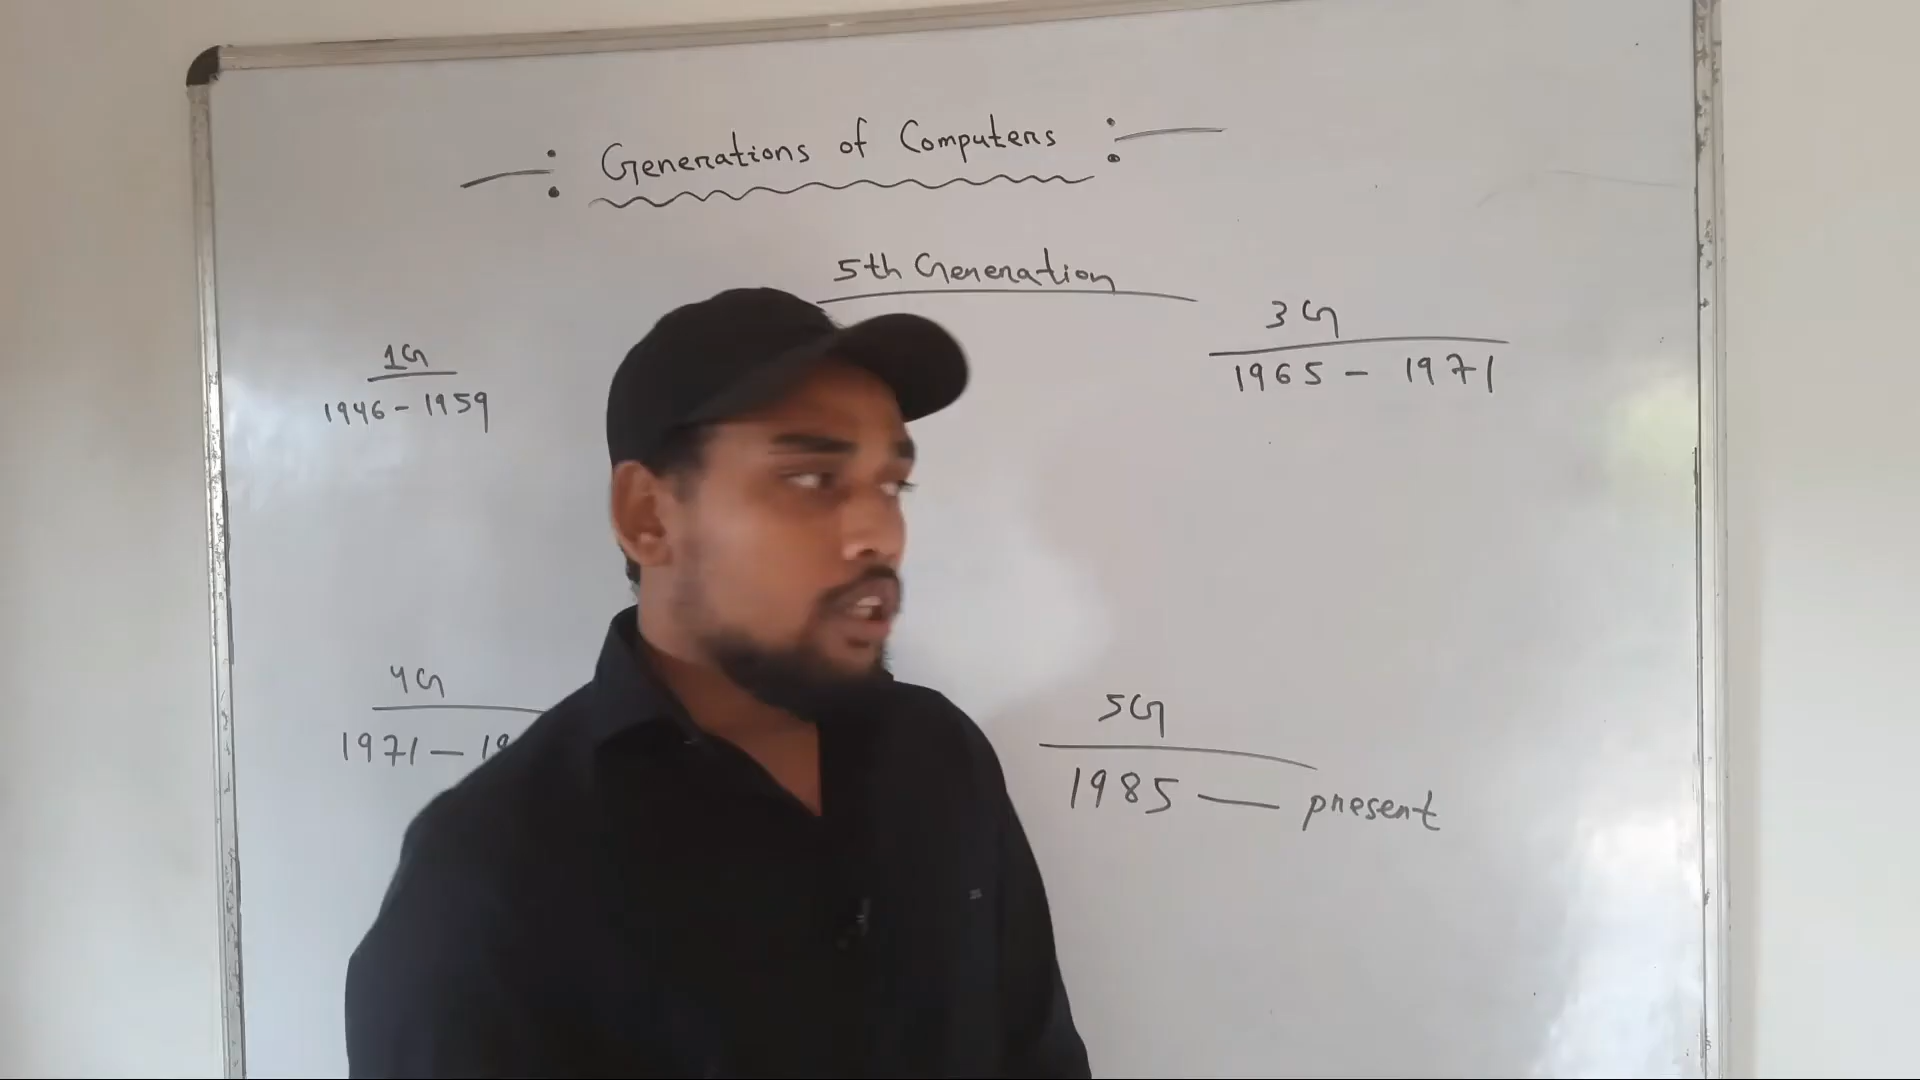 Generations of Computers
5th Generation
1G
1946 - 1959
3G
1965 - 1971
4G
1971 -
5G
1985 — present